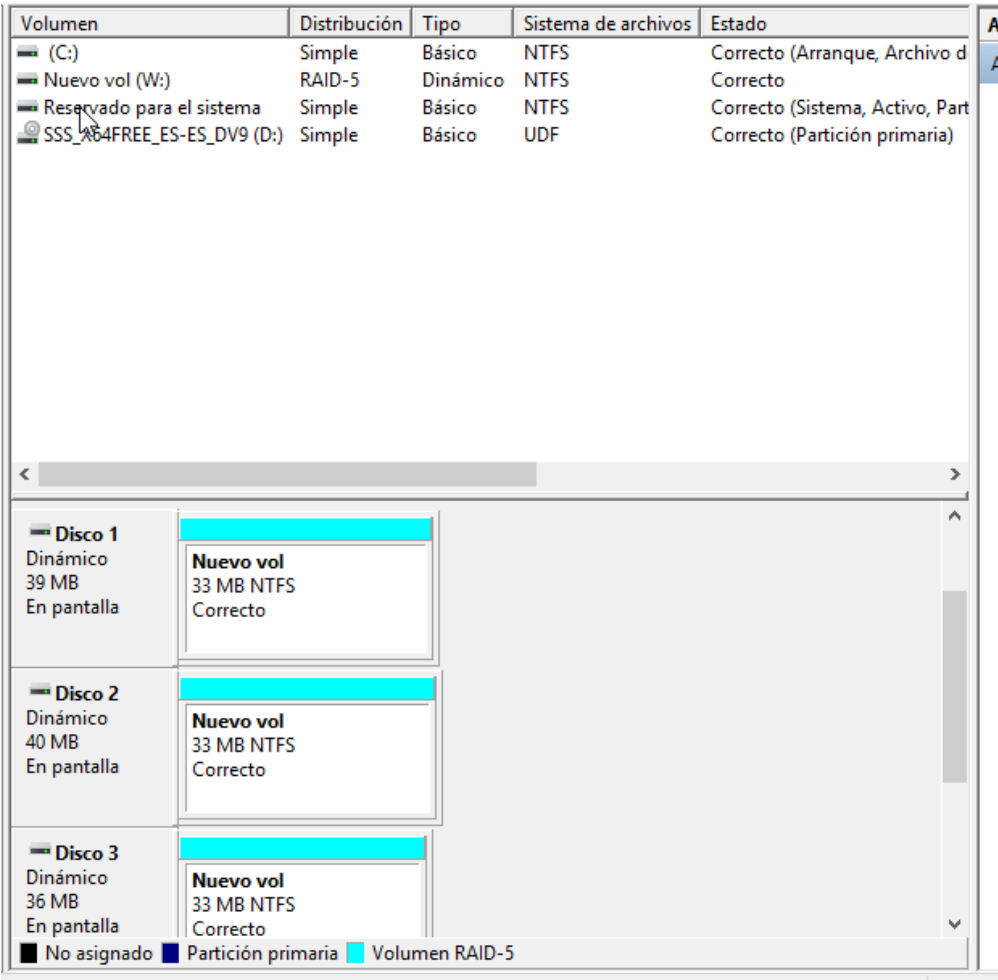 Volumen Distribución Tipo Sistema de archivos Estado
(C:) Simple Básico NTFS Correcto (Arranque, Archivo d
Nuevo vol (W:) RAID-5 Dinámico NTFS Correcto
Reservado para el sistema Simple Básico NTFS Correcto (Sistema, Activo, Part
SSS_X64FREE_ES-ES_DV9 (D:) Simple Básico UDF Correcto (Partición primaria)
Disco 1
Dinámico
39 MB
En pantalla
Nuevo vol
33 MB NTFS
Correcto
Disco 2
Dinámico
40 MB
En pantalla
Nuevo vol
33 MB NTFS
Correcto
Disco 3
Dinámico
36 MB
En pantalla
Nuevo vol
33 MB NTFS
Correcto
No asignado Partición primaria Volumen RAID-5